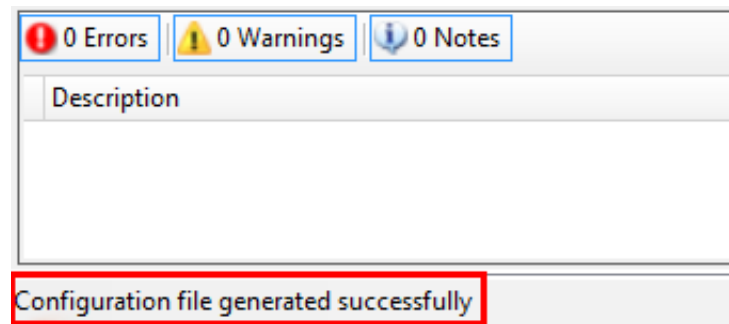 0 Errors 0 Warnings 0 Notes
Description
Configuration file generated successfully